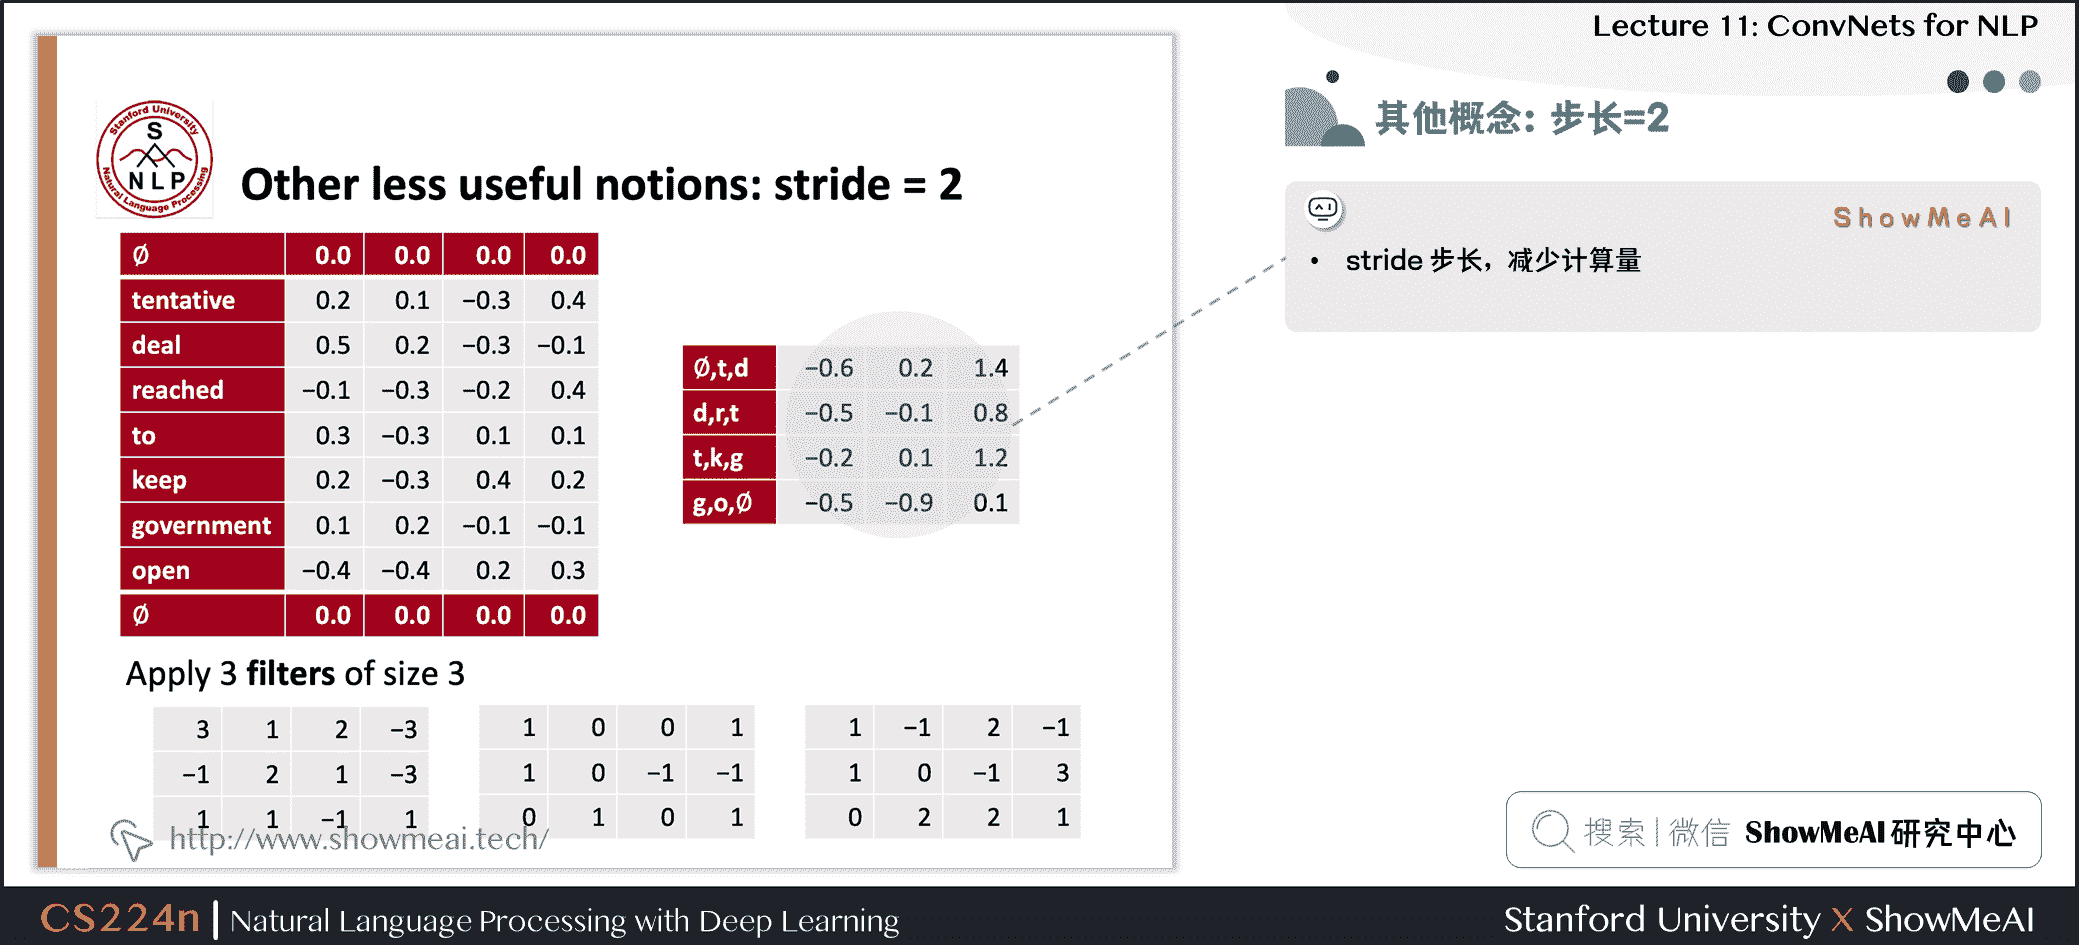 Lecture 11: ConvNets for NLP
Stanford University
S
N L P
Natural Language Processing
Other less useful notions: stride = 2
Ø 0.0 0.0 0.0 0.0
tentative 0.2 0.1 −0.3 0.4
deal 0.5 0.2 −0.3 −0.1
reached −0.1 −0.3 −0.2 0.4
to 0.3 −0.3 0.1 0.1
keep 0.2 −0.3 0.4 0.2
government 0.1 0.2 −0.1 −0.1
open −0.4 −0.4 0.2 0.3
Ø 0.0 0.0 0.0 0.0
Ø,t,d −0.6 0.2 1.4
d,r,t −0.5 −0.1 0.8
t,k,g −0.2 0.1 1.2
g,o,Ø −0.5 −0.9 0.1
Apply 3 filters of size 3
3 1 2 −3
−1 2 1 −3
1 1 −1 1
1 0 0 1
1 0 −1 −1
0 1 0 1
1 −1 2 −1
1 0 −1 3
0 2 2 1
http://www.showmeai.tech/
其他概念: 步长=2
ShowMeAI
• stride 步长，减少计算量
搜索|微信 ShowMeAI 研究中心
CS224n | Natural Language Processing with Deep Learning
Stanford University X ShowMeAI